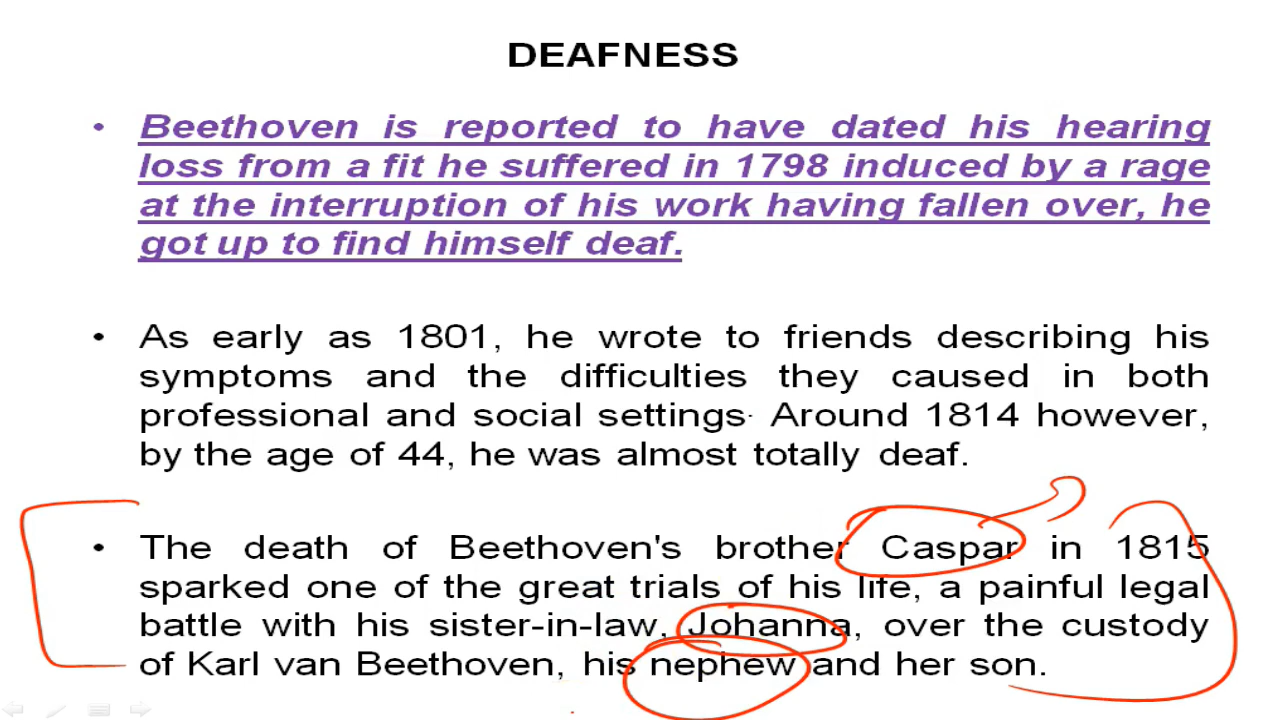 DEAFNESS
• Beethoven is reported to have dated his hearing
loss from a fit he suffered in 1798 induced by a rage
at the interruption of his work having fallen over, he
got up to find himself deaf.
• As early as 1801, he wrote to friends describing his
symptoms and the difficulties they caused in both
professional and social settings. Around 1814 however,
by the age of 44, he was almost totally deaf.
• The death of Beethoven's brother Caspar in 1815
sparked one of the great trials of his life, a painful legal
battle with his sister-in-law, Johanna, over the custody
of Karl van Beethoven, his nephew and her son.